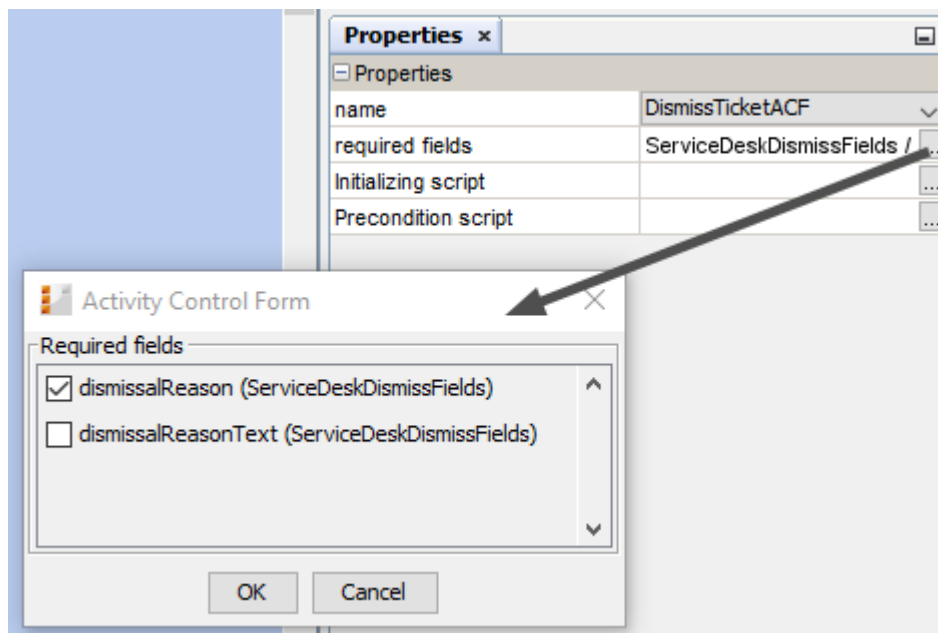 Properties ×
Properties
name DismissTicketACF
required fields ServiceDeskDismissFields / ...
Initializing script ...
Precondition script ...
Activity Control Form
Required fields
dismissalReason (ServiceDeskDismissFields)
dismissalReasonText (ServiceDeskDismissFields)
OK Cancel